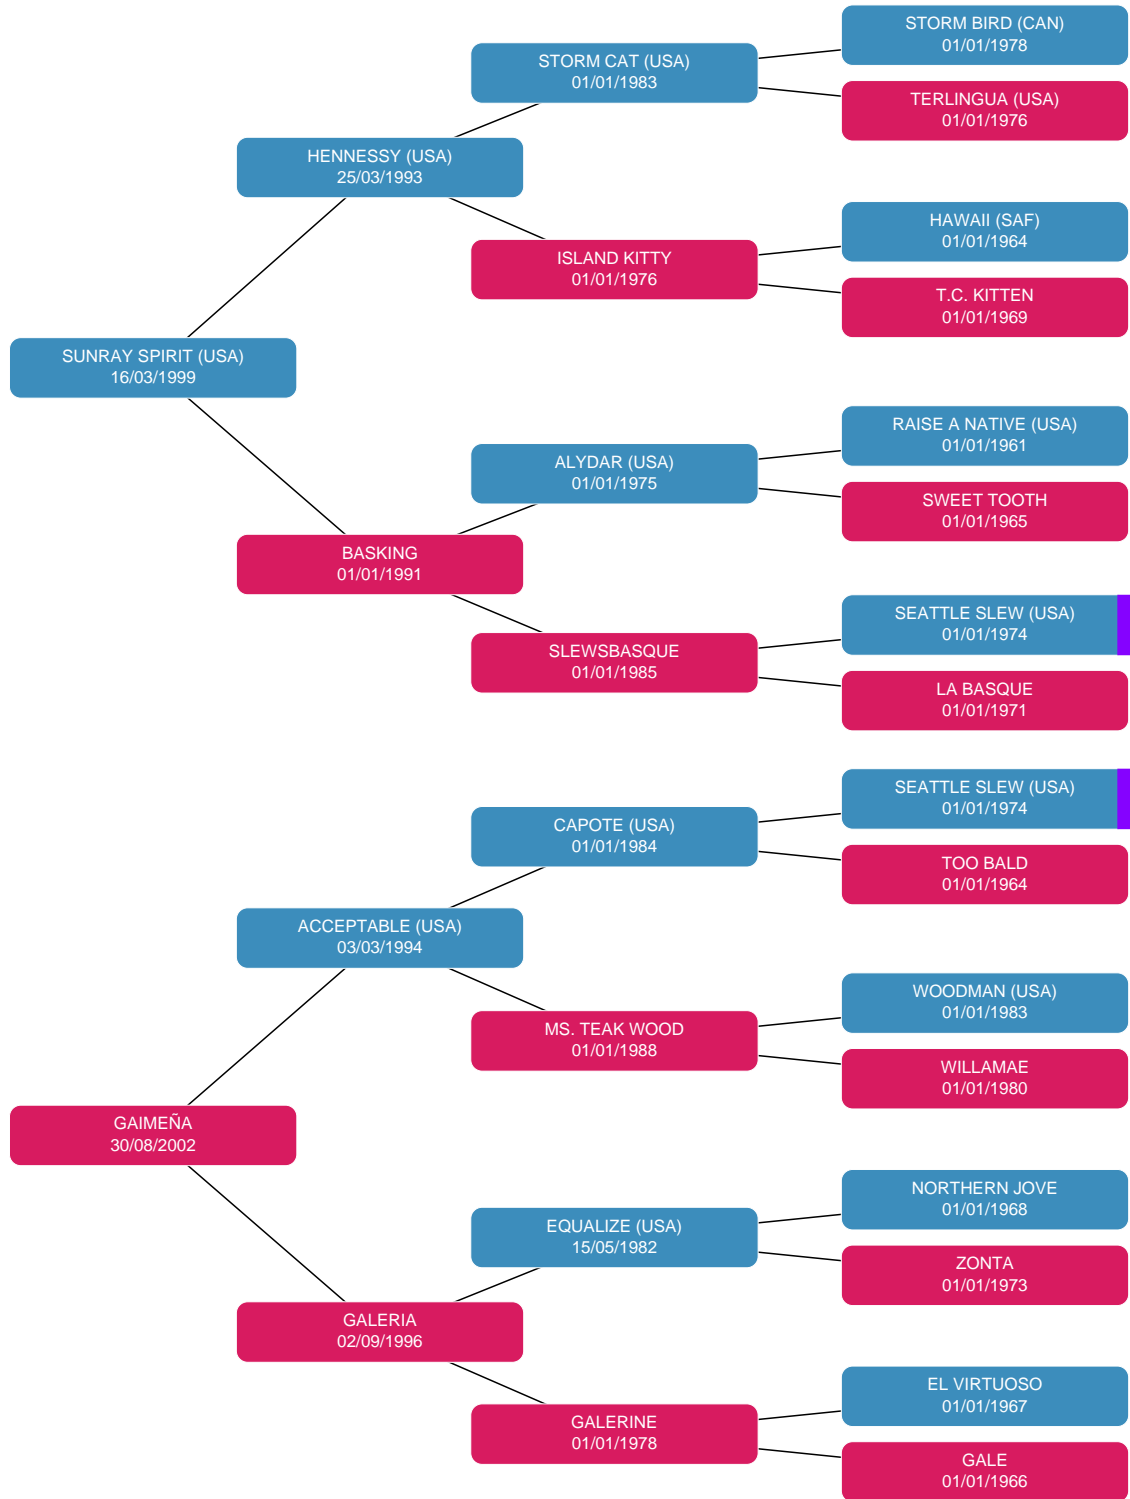 STORM BIRD (CAN)
01/01/1978
STORM CAT (USA)
01/01/1983
TERLINGUA (USA)
01/01/1976
HENNESSY (USA)
25/03/1993
HAWAII (SAF)
01/01/1964
ISLAND KITTY
01/01/1976
T.C. KITTEN
01/01/1969
SUNRAY SPIRIT (USA)
16/03/1999
RAISE A NATIVE (USA)
01/01/1961
ALYDAR (USA)
01/01/1975
SWEET TOOTH
01/01/1965
BASKING
01/01/1991
SEATTLE SLEW (USA)
01/01/1974
SLEWSBASQUE
01/01/1985
LA BASQUE
01/01/1971
SEATTLE SLEW (USA)
01/01/1974
CAPOTE (USA)
01/01/1984
TOO BALD
01/01/1964
ACCEPTABLE (USA)
03/03/1994
WOODMAN (USA)
01/01/1983
MS. TEAK WOOD
01/01/1988
WILLAMAE
01/01/1980
GAIMEÑA
30/08/2002
NORTHERN JOVE
01/01/1968
EQUALIZE (USA)
15/05/1982
ZONTA
01/01/1973
GALERIA
02/09/1996
EL VIRTUOSO
01/01/1967
GALERINE
01/01/1978
GALE
01/01/1966